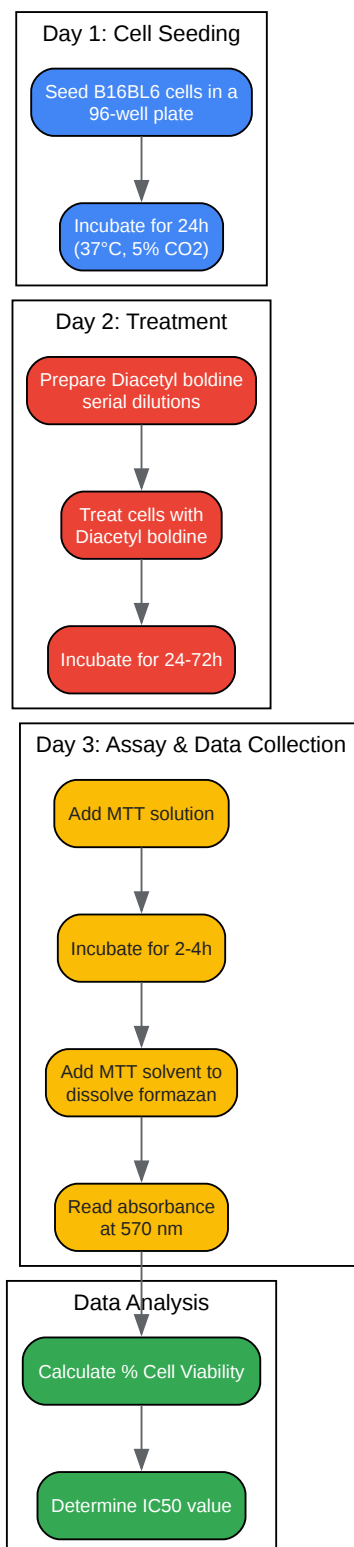 Day 1: Cell Seeding
Seed B16BL6 cells in a
96-well plate
Incubate for 24h
(37°C, 5% CO2)
Day 2: Treatment
Prepare Diacetyl boldine
serial dilutions
Treat cells with
Diacetyl boldine
Incubate for 24-72h
Day 3: Assay & Data Collection
Add MTT solution
Incubate for 2-4h
Add MTT solvent to
dissolve formazan
Read absorbance
at 570 nm
Data Analysis
Calculate % Cell Viability
Determine IC50 value